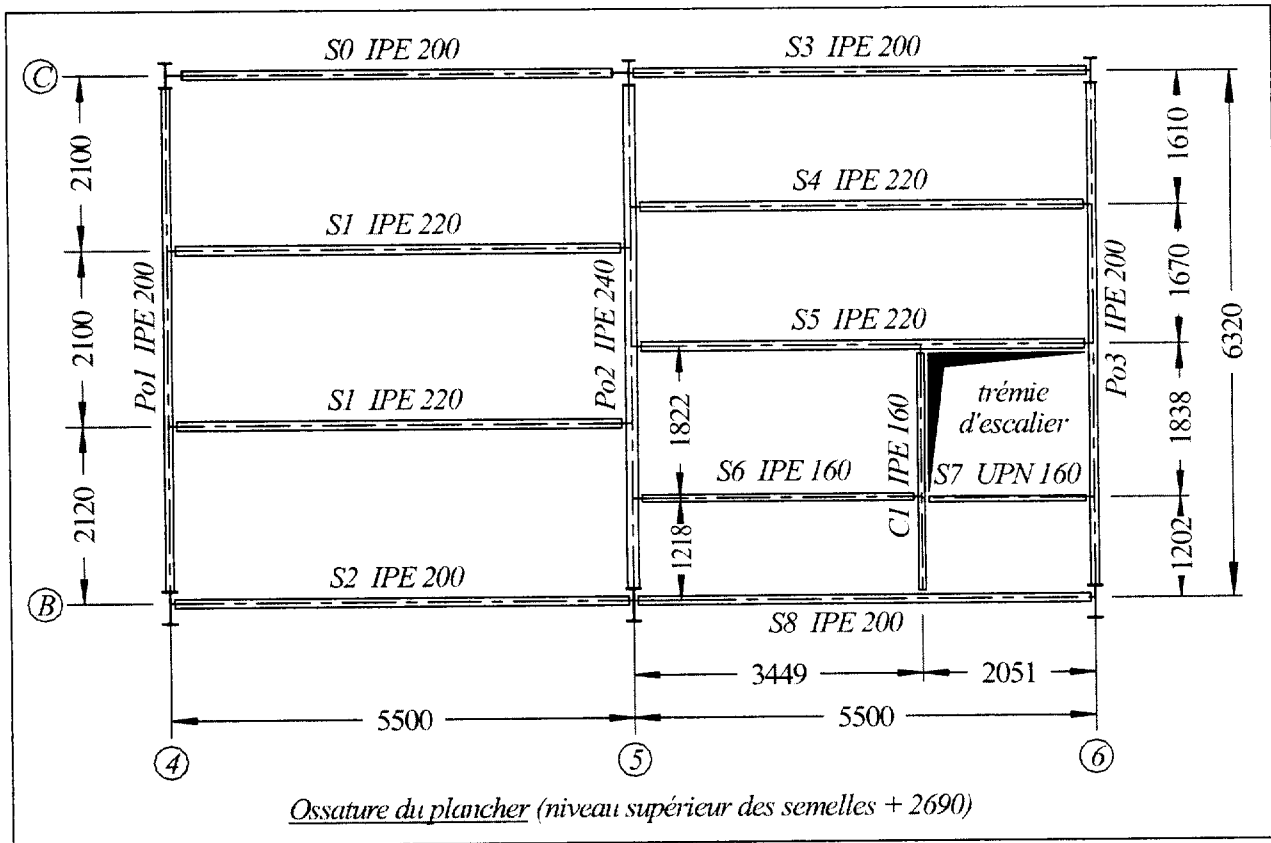 S0 IPE 200
S3 IPE 200
C
2100
1610
S4 IPE 220
S1 IPE 220
Po1 IPE 200
Po2 IPE 240
1670
Po3 IPE 200
6320
2100
S5 IPE 220
S1 IPE 220
1822
C1 IPE 160
trémie
d'escalier
1838
S6 IPE 160
S7 UPN 160
2120
1218
1202
S2 IPE 200
B
S8 IPE 200
3449
2051
5500
5500
4
5
6
Ossature du plancher (niveau supérieur des semelles + 2690)